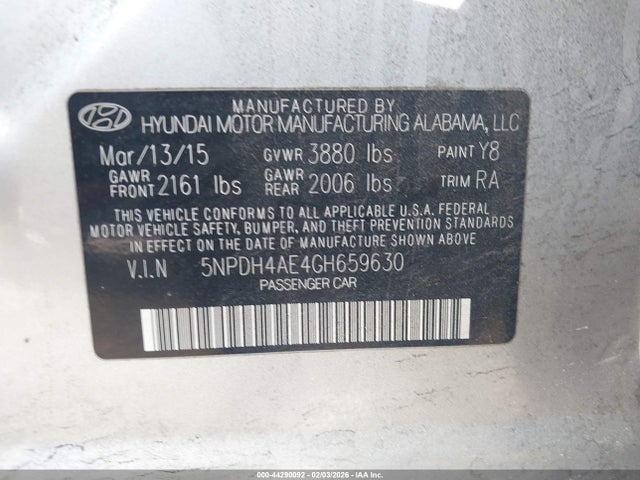 MANUFACTURED BY
HYUNDAI MOTOR MANUFACTURING ALABAMA, LLC
Mar/13/15 GVWR 3880 lbs PAINT Y8
GAWR FRONT 2161 lbs GAWR REAR 2006 lbs TRIM RA
THIS VEHICLE CONFORMS TO ALL APPLICABLE U.S.A. FEDERAL
MOTOR VEHICLE SAFETY, BUMPER, AND THEFT PREVENTION
STANDARDS IN EFFECT ON THE DATE OF MANUFACTURE SHOWN ABOVE
V.I.N 5NPDH4AE4GH659630
PASSENGER CAR
000-44290092 - 02/03/2026 - COPYRIGHT IAA, LLC.